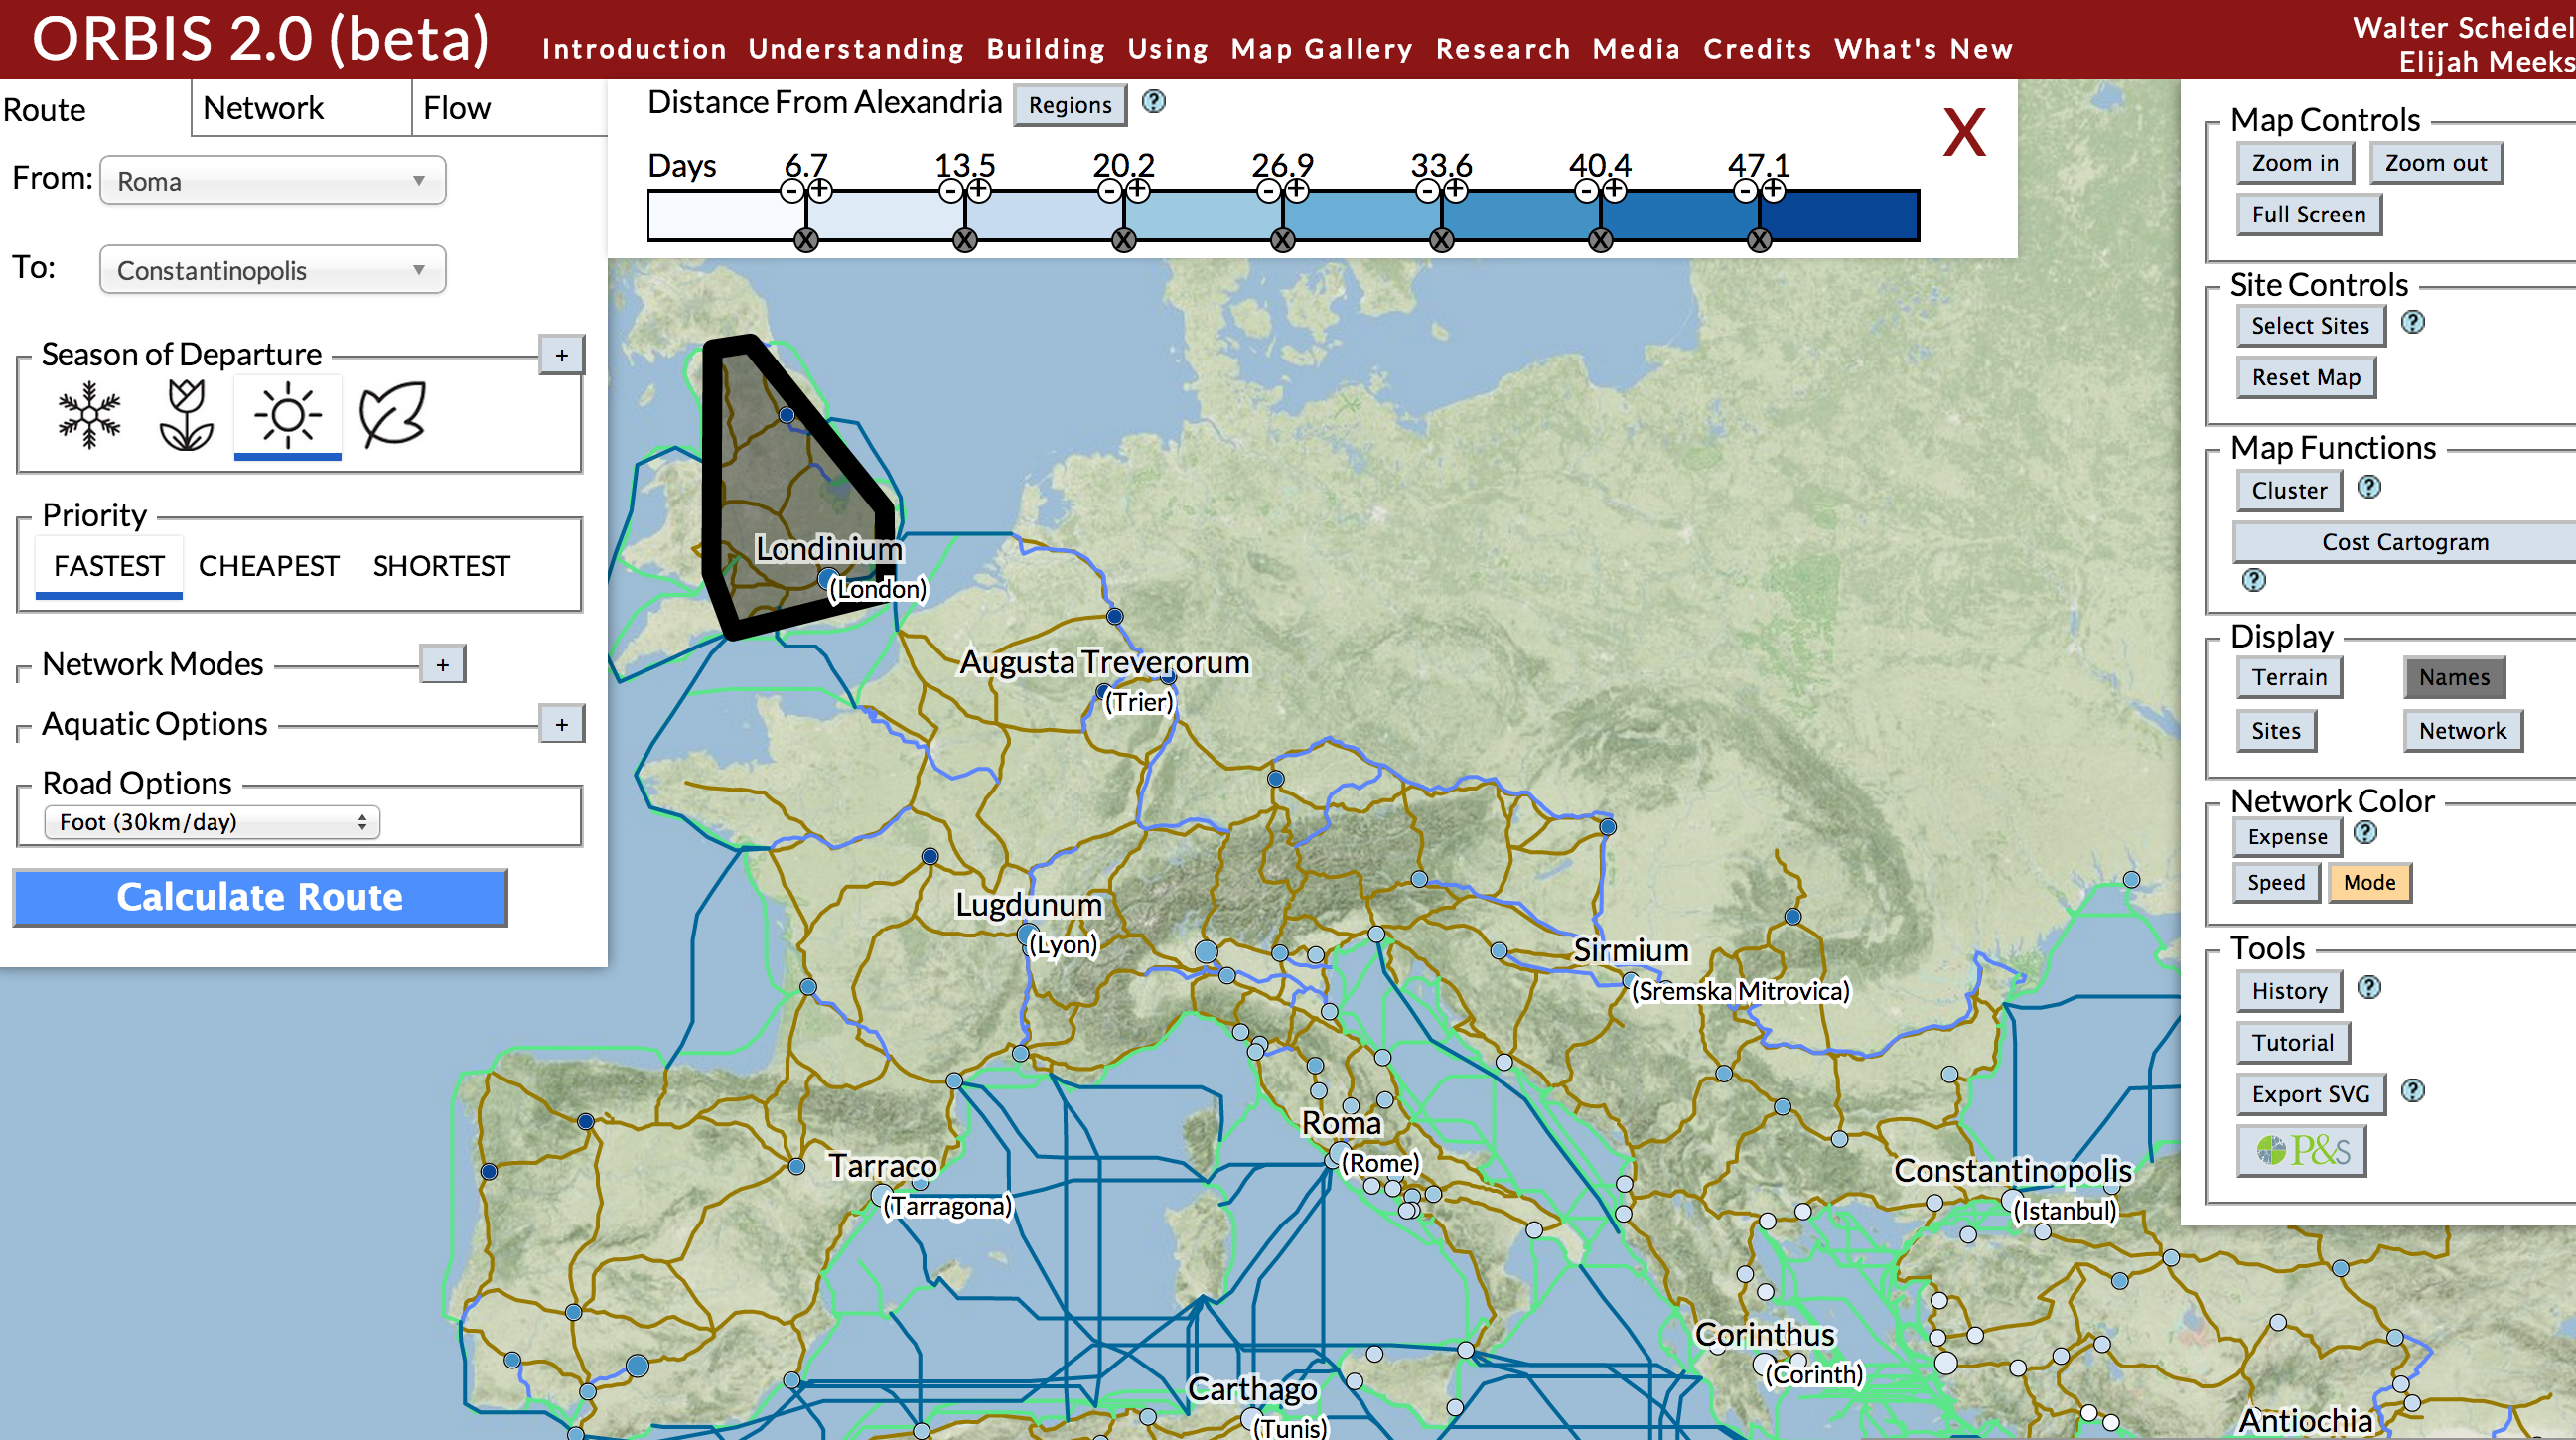 ORBIS 2.0 (beta)
Introduction Understanding Building Using Map Gallery Research Media Credits What's New
Walter Scheidel
Elijah Meeks
Route
Network
Flow
From:
Roma
To:
Constantinopolis
Season of Departure
+
Priority
FASTEST
CHEAPEST
SHORTEST
Network Modes
+
Aquatic Options
+
Road Options
Foot (30km/day)
Calculate Route
Distance From Alexandria
Regions
?
X
Days 6.7 13.5 20.2 26.9 33.6 40.4 47.1
- + - + - + - + - + - + - +
X X X X X X X
Londinium
(London)
Augusta Treverorum
(Trier)
Lugdunum
(Lyon)
Sirmium
(Sremska Mitrovica)
Roma
(Rome)
Tarraco
(Tarragona)
Constantinopolis
(Istanbul)
Corinthus
(Corinth)
Carthago
(Tunis)
Antiochia
Map Controls
Zoom in
Zoom out
Full Screen
Site Controls
Select Sites
?
Reset Map
Map Functions
Cluster
?
Cost Cartogram
?
Display
Terrain
Names
Sites
Network
Network Color
Expense
?
Speed
Mode
Tools
History
?
Tutorial
Export SVG
?
P&S